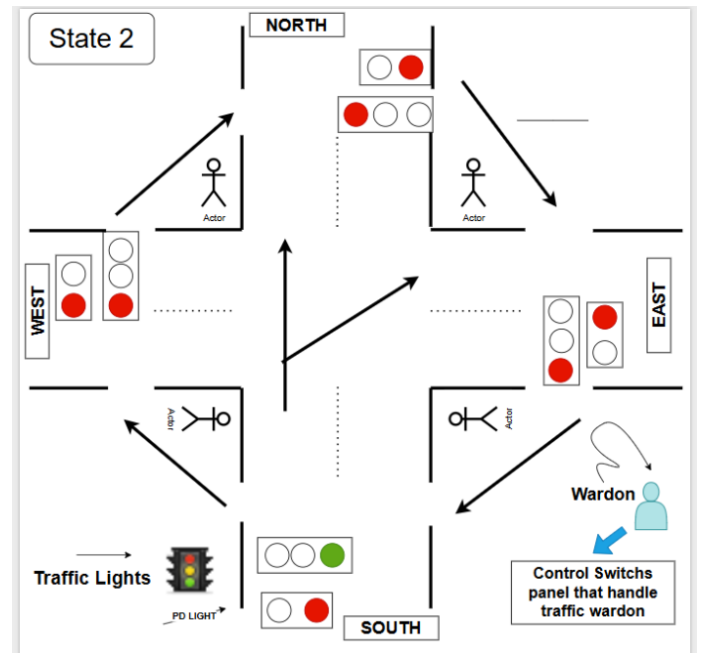 State 2
NORTH
Actor
Actor
WEST
EAST
Actor
Actor
Wardon
Traffic Lights
Control Switchs
panel that handle
traffic wardon
PD LIGHT
SOUTH